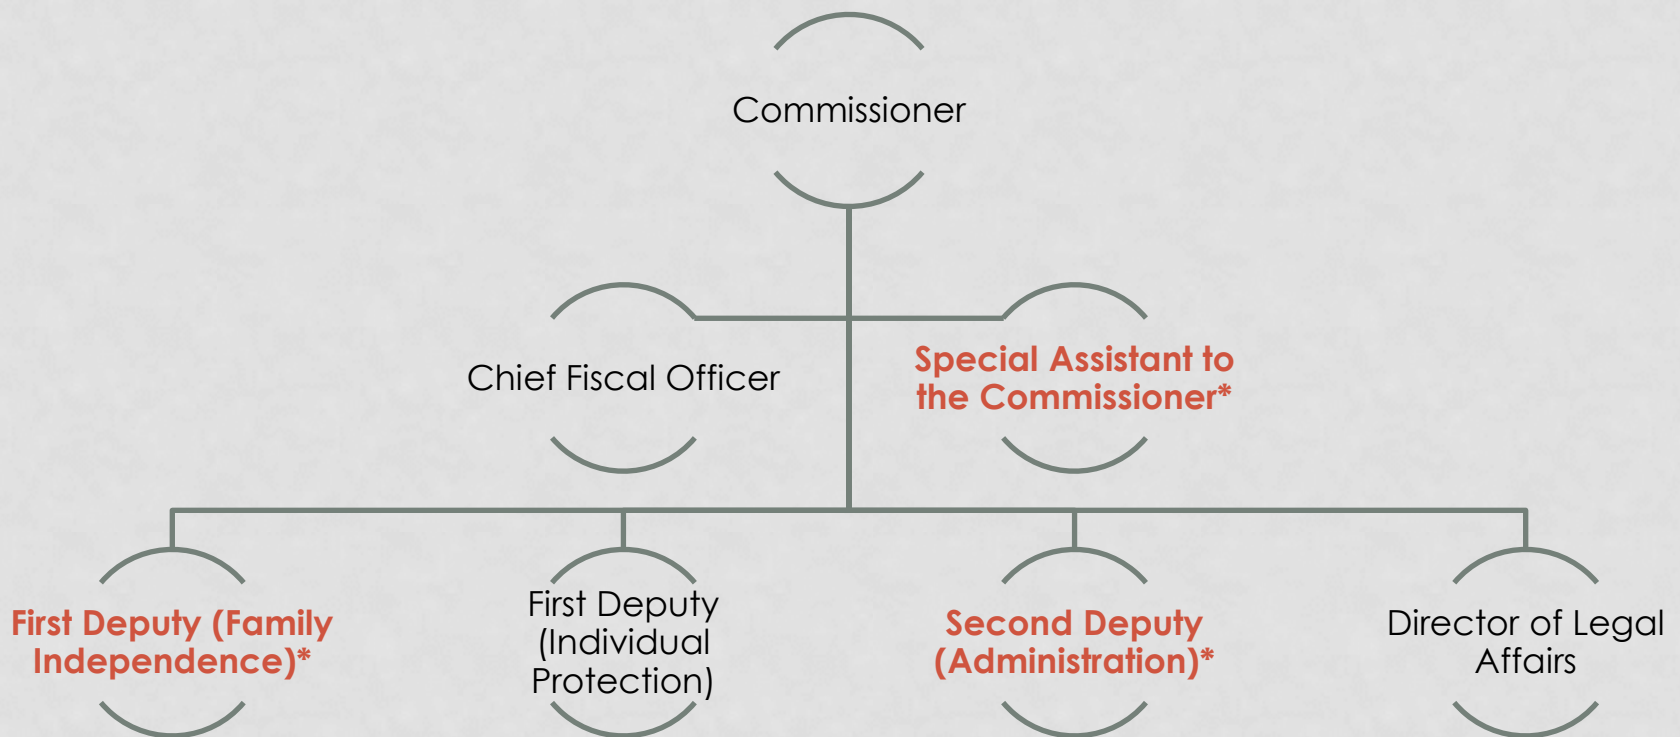 Commissioner
Chief Fiscal Officer
Special Assistant to
the Commissioner*
First Deputy (Family
Independence)*
First Deputy
(Individual
Protection)
Second Deputy
(Administration)*
Director of Legal
Affairs